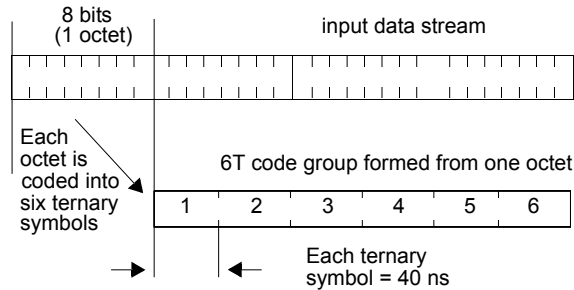 8 bits
(1 octet)
input data stream
Each
octet is
coded into
six ternary
symbols
6T code group formed from one octet
1 2 3 4 5 6
Each ternary
symbol = 40 ns